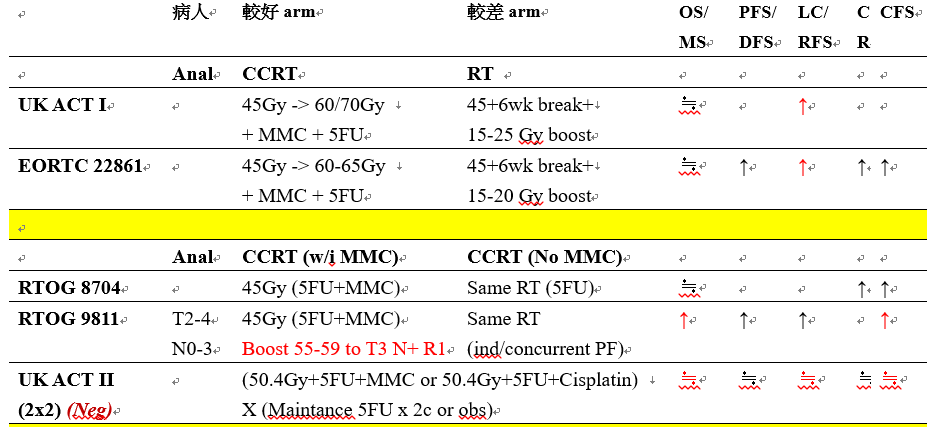 病人 較好 arm 較差 arm OS/ PFS/ LC/ C CFS
MS DFS RFS R
Anal CCRT RT
UK ACT I 45Gy -> 60/70Gy 45+6wk break+ ≒ ↑
+ MMC + 5FU 15-25 Gy boost
EORTC 22861 45Gy -> 60-65Gy 45+6wk break+ ≒ ↑ ↑ ↑ ↑
+ MMC + 5FU 15-20 Gy boost
Anal CCRT (w/i MMC) CCRT (No MMC)
RTOG 8704 45Gy (5FU+MMC) Same RT (5FU) ≒ ↑ ↑
RTOG 9811 T2-4 45Gy (5FU+MMC) Same RT ↑ ↑ ↑ ↑
N0-3 Boost 55-59 to T3 N+ R1 (ind/concurrent PF)
UK ACT II (50.4Gy+5FU+MMC or 50.4Gy+5FU+Cisplatin) ≒ ≒ ≒ ≒ ≒
(2x2) (Neg) X (Maintance 5FU x 2c or obs)